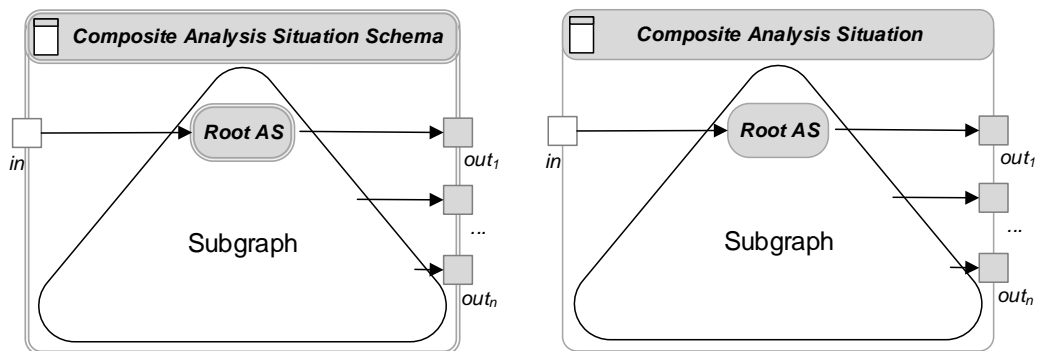 Composite Analysis Situation Schema
Root AS
in
out1
...
Subgraph
outn
Composite Analysis Situation
Root AS
in
out1
...
Subgraph
outn